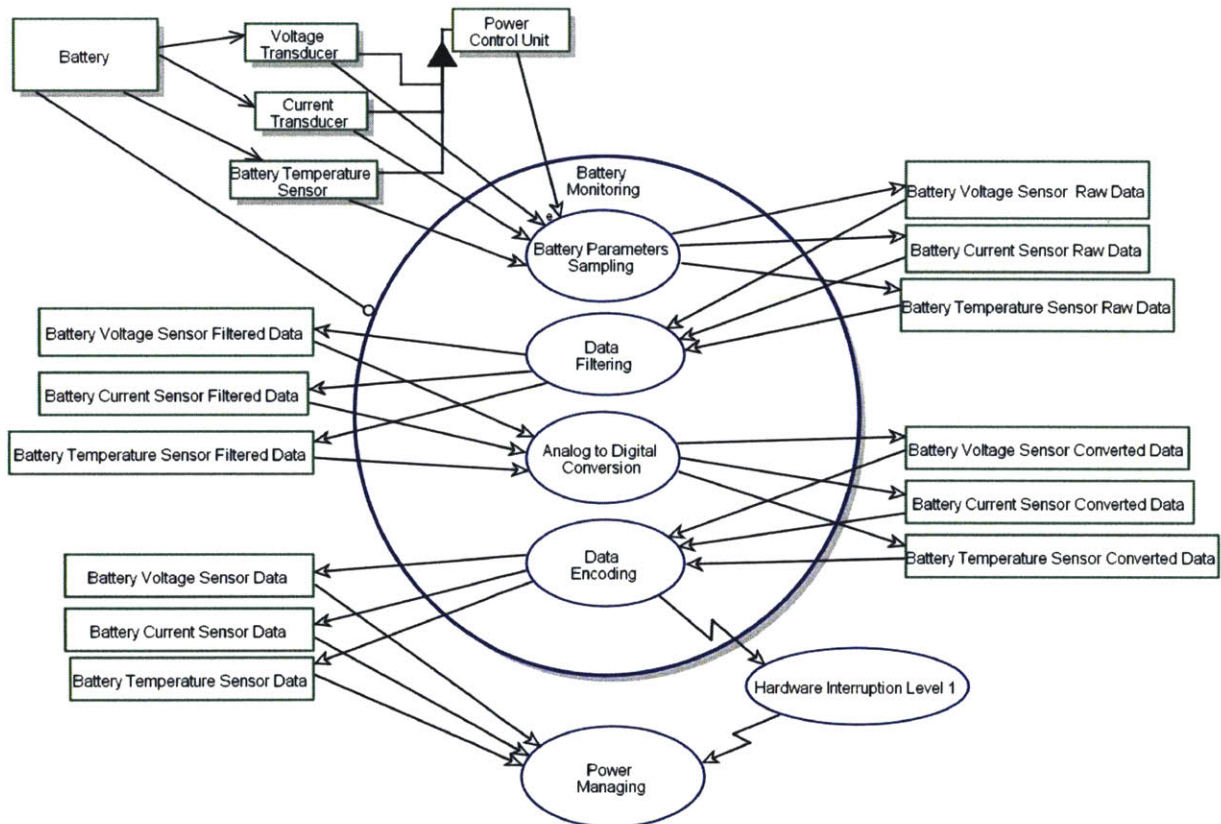 Battery
Voltage
Transducer
Power
Control Unit
Current
Transducer
Battery Temperature
Sensor
Battery
Monitoring
e
Battery Parameters
Sampling
Battery Voltage Sensor Raw Data
Battery Current Sensor Raw Data
Battery Temperature Sensor Raw Data
Battery Voltage Sensor Filtered Data
Battery Current Sensor Filtered Data
Battery Temperature Sensor Filtered Data
Data
Filtering
Analog to Digital
Conversion
Battery Voltage Sensor Converted Data
Battery Current Sensor Converted Data
Battery Temperature Sensor Converted Data
Data
Encoding
Battery Voltage Sensor Data
Battery Current Sensor Data
Battery Temperature Sensor Data
Hardware Interruption Level 1
Power
Managing